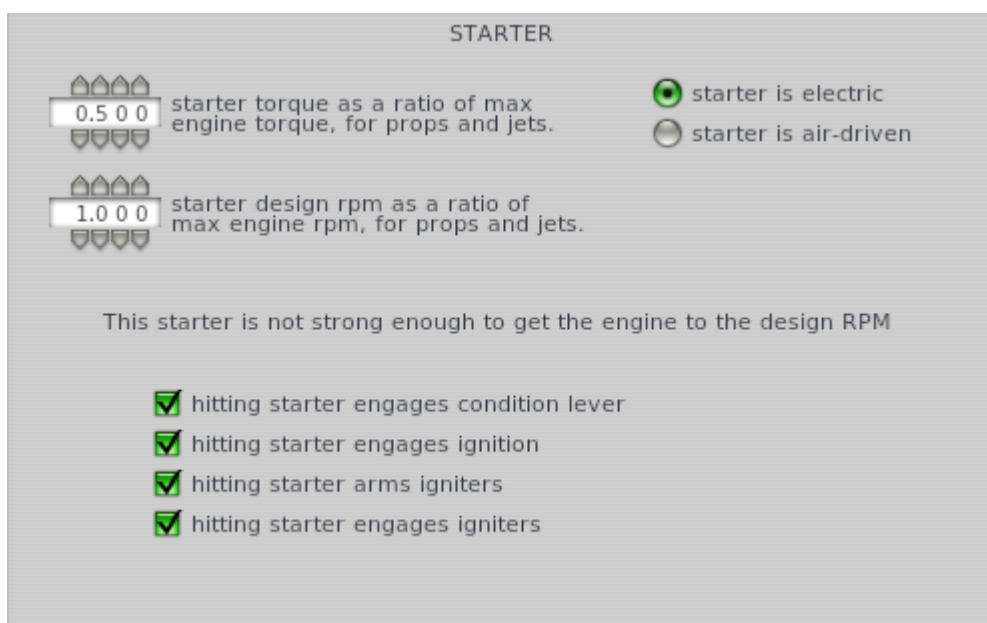 STARTER
0.5 0 0
starter torque as a ratio of max
engine torque, for props and jets.
starter is electric
starter is air-driven
1.0 0 0
starter design rpm as a ratio of
max engine rpm, for props and jets.
This starter is not strong enough to get the engine to the design RPM
hitting starter engages condition lever
hitting starter engages ignition
hitting starter arms igniters
hitting starter engages igniters